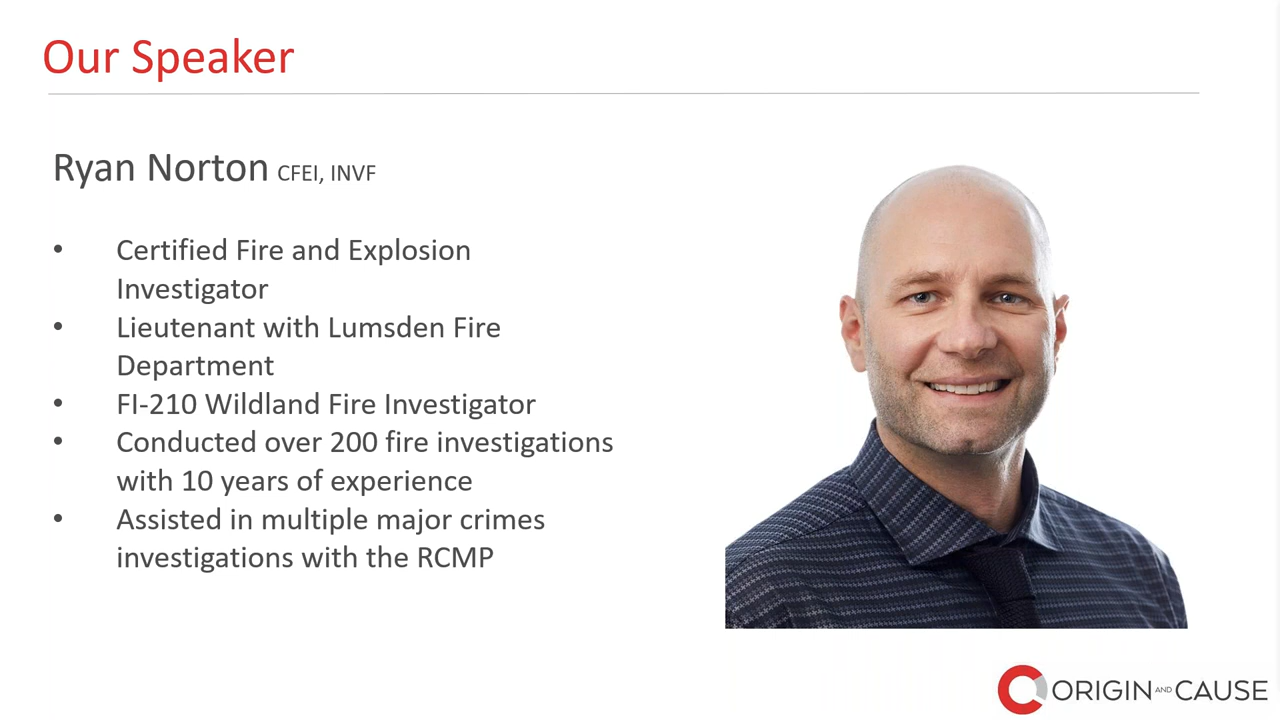 Our Speaker
Ryan Norton CFEI, INVF
• Certified Fire and Explosion
Investigator
• Lieutenant with Lumsden Fire
Department
• FI-210 Wildland Fire Investigator
• Conducted over 200 fire investigations
with 10 years of experience
• Assisted in multiple major crimes
investigations with the RCMP
ORIGIN AND CAUSE